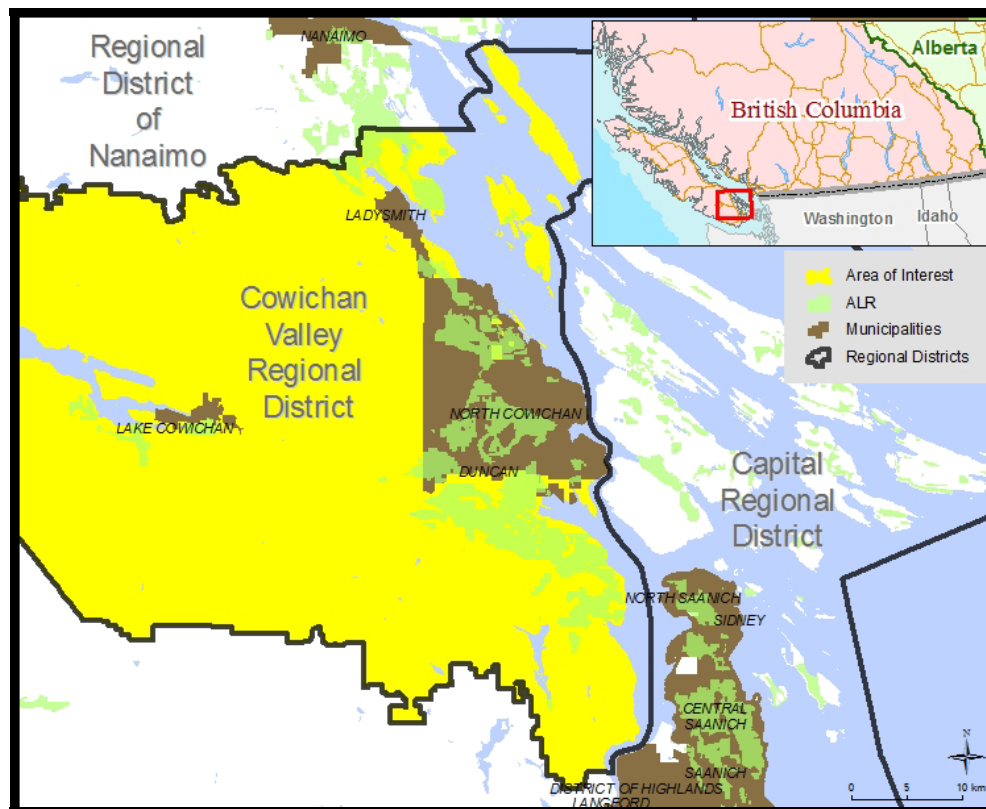 NANAIMO
Regional
District
of
Nanaimo
Alberta
British Columbia
Washington
Idaho
LADYSMITH
Area of Interest
ALR
Municipalities
Regional Districts
Cowichan
Valley
Regional
District
LAKE COWICHAN
NORTH COWICHAN
DUNCAN
Capital
Regional
District
NORTH SAANICH
SIDNEY
CENTRAL
SAANICH
SAANICH
DISTRICT OF HIGHLANDS
LANGFORD
N
0 5 10 km